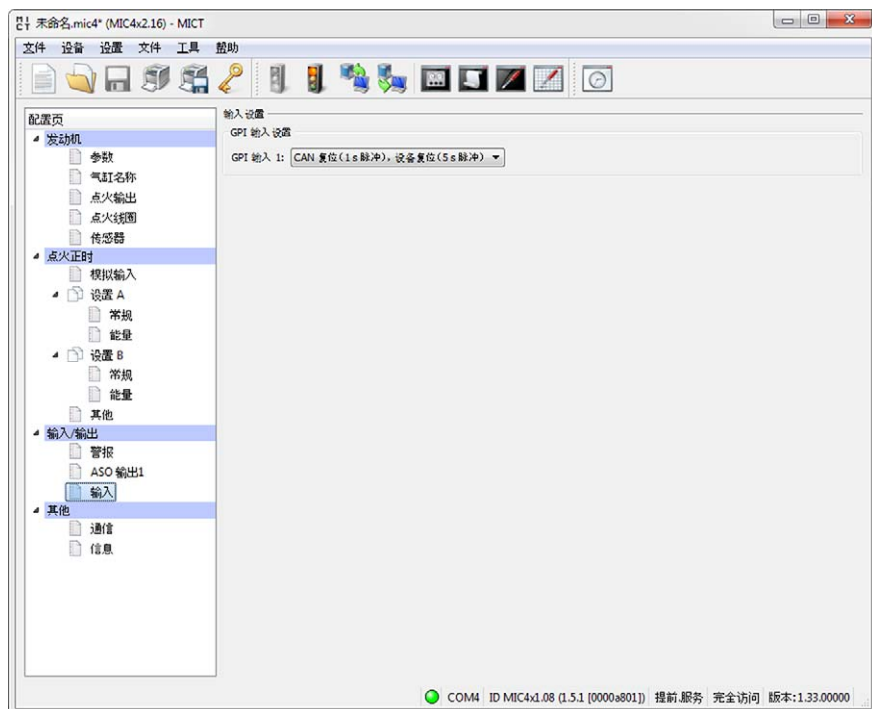 未命名.mic4* (MIC4x2.16) - MICT
文件 设备 设置 文件 工具 帮助
配置页
发动机
参数
气缸名称
点火输出
点火线圈
传感器
点火正时
模拟输入
设置 A
常规
能量
设置 B
常规
能量
其他
输入/输出
警报
ASO 输出1
输入
其他
通信
信息
输入设置
GPI 输入设置
GPI 输入 1: CAN 复位(1s脉冲), 设备复位(5s脉冲)
COM4 ID MIC4x1.08 (1.5.1 [0000a801]) 提前.服务 完全访问 版本:1.33.00000